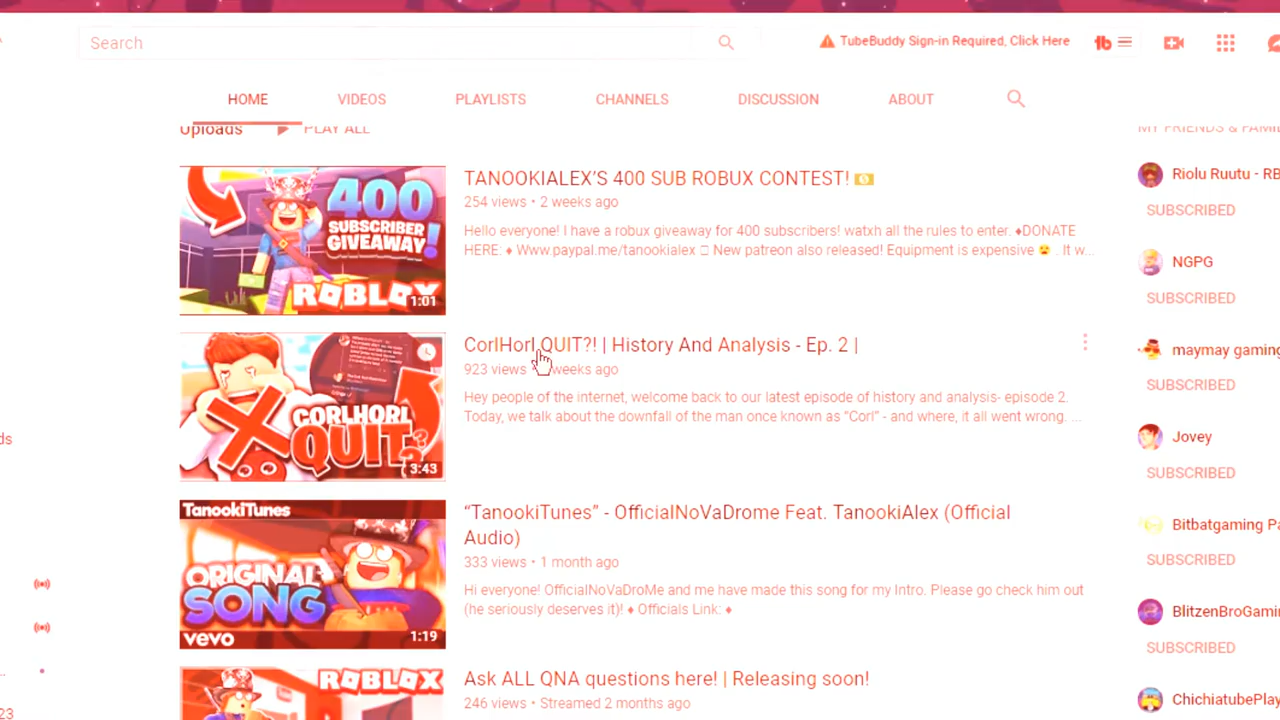 Search
TubeBuddy Sign-in Required, Click Here
tb
HOME VIDEOS PLAYLISTS CHANNELS DISCUSSION ABOUT
Uploads PLAY ALL
MY FRIENDS & FAMI
400
SUBSCRIBER
GIVEAWAY!
ROBLOX
1:01
TANOOKIALEX'S 400 SUB ROBUX CONTEST!
254 views • 2 weeks ago
Hello everyone! I have a robux giveaway for 400 subscribers! watxh all the rules to enter. ♦DONATE
HERE: ♦ Www.paypal.me/tanookialex New patreon also released! Equipment is expensive . It w...
CORLHORL
QUIT?
3:43
CorlHorl QUIT?! | History And Analysis - Ep. 2 |
923 views • weeks ago
Hey people of the internet, welcome back to our latest episode of history and analysis- episode 2.
Today, we talk about the downfall of the man once known as “Corl” - and where, it all went wrong. ...
TanookiTunes
ORIGINAL
SONG
vevo
1:19
“TanookiTunes” - OfficialNoVaDrome Feat. TanookiAlex (Official
Audio)
333 views • 1 month ago
Hi everyone! OfficialNoVaDroMe and me have made this song for my Intro. Please go check him out
(he seriously deserves it)! ♦ Officials Link: ♦
ROBLOX
Ask ALL QNA questions here! | Releasing soon!
246 views • Streamed 2 months ago
Riolu Ruutu - RB
SUBSCRIBED
NGPG
SUBSCRIBED
maymay gaming
SUBSCRIBED
Jovey
SUBSCRIBED
Bitbatgaming Pa
SUBSCRIBED
BlitzenBroGami
SUBSCRIBED
ChichiatubePlay
ds
23